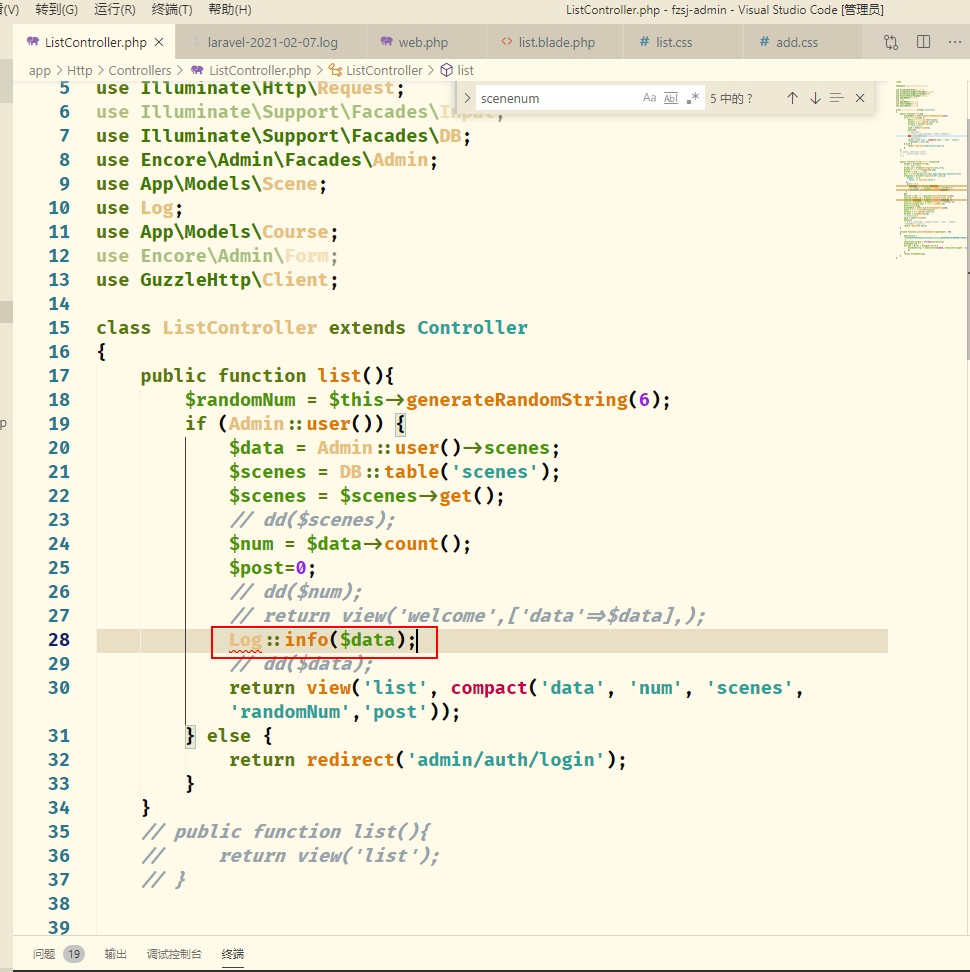 (V) 转到(G) 运行(R) 终端(T) 帮助(H) ListController.php - fzsj-admin - Visual Studio Code [管理员]
ListController.php laravel-2021-02-07.log web.php list.blade.php list.css add.css
app > Http > Controllers > ListController.php > ListController > list
scenenum Aa Abl .* 5 中的 ?
5 use Illuminate\Http\Request;
6 use Illuminate\Support\Facades\Input;
7 use Illuminate\Support\Facades\DB;
8 use Encore\Admin\Facades\Admin;
9 use App\Models\Scene;
10 use Log;
11 use App\Models\Course;
12 use Encore\Admin\Form;
13 use GuzzleHttp\Client;
14
15 class ListController extends Controller
16 {
17 public function list(){
18 $randomNum = $this->generateRandomString(6);
19 if (Admin::user()) {
20 $data = Admin::user()->scenes;
21 $scenes = DB::table('scenes');
22 $scenes = $scenes->get();
23 // dd($scenes);
24 $num = $data->count();
25 $post=0;
26 // dd($num);
27 // return view('welcome',['data'=>$data],);
28 Log::info($data);
29 // dd($data);
30 return view('list', compact('data', 'num', 'scenes',
'randomNum','post'));
31 } else {
32 return redirect('admin/auth/login');
33 }
34 }
35 // public function list(){
36 // return view('list');
37 // }
38
39
问题 19 输出 调试控制台 终端